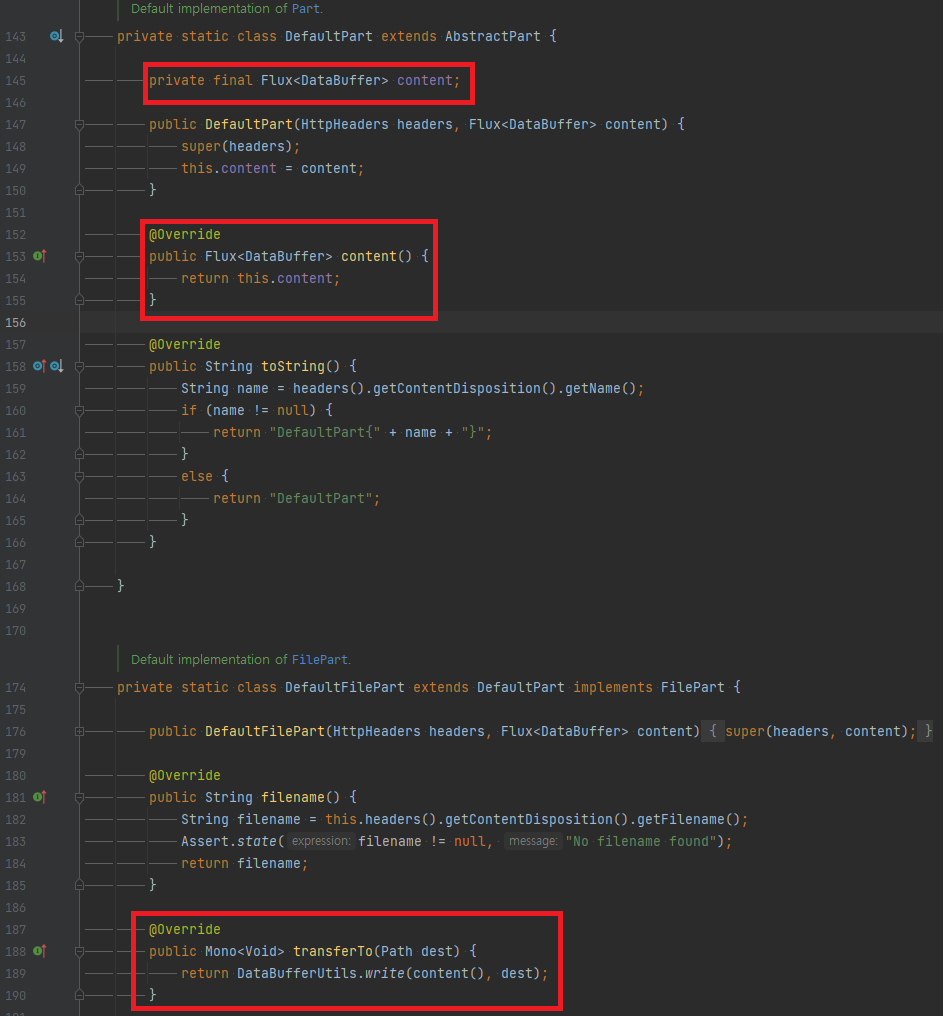 Default implementation of Part.
143 private static class DefaultPart extends AbstractPart {
144
145 private final Flux<DataBuffer> content;
146
147 public DefaultPart(HttpHeaders headers, Flux<DataBuffer> content) {
148 super(headers);
149 this.content = content;
150 }
151
152 @Override
153 public Flux<DataBuffer> content() {
154 return this.content;
155 }
156
157 @Override
158 public String toString() {
159 String name = headers().getContentDisposition().getName();
160 if (name != null) {
161 return "DefaultPart{" + name + "}";
162 }
163 else {
164 return "DefaultPart";
165 }
166 }
167
168 }
169
170
Default implementation of FilePart.
174 private static class DefaultFilePart extends DefaultPart implements FilePart {
175
176 public DefaultFilePart(HttpHeaders headers, Flux<DataBuffer> content) { super(headers, content); }
179
180 @Override
181 public String filename() {
182 String filename = this.headers().getContentDisposition().getFilename();
183 Assert.state( expression: filename != null, message: "No filename found");
184 return filename;
185 }
186
187 @Override
188 public Mono<Void> transferTo(Path dest) {
189 return DataBufferUtils.write(content(), dest);
190 }